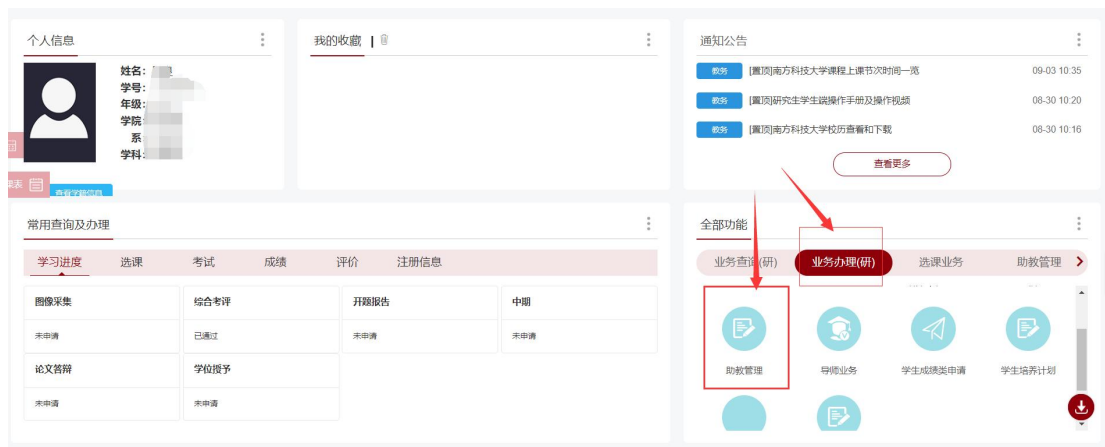 个人信息
姓名：
学号：
年级：
学院
系
学科：
表
查看学籍信息
我的收藏
通知公告
教务 [置顶]南方科技大学课程上课节次时间一览 09-03 10:35
教务 [置顶]研究生学生端操作手册及操作视频 08-30 10:20
教务 [置顶]南方科技大学校历查看和下载 08-30 10:16
查看更多
常用查询及办理
学习进度 选课 考试 成绩 评价 注册信息
图像采集 综合考评 开题报告 中期
未申请 已通过 未申请 未申请
论文答辩 学位授予
未申请 未申请
全部功能
业务查询(研) 业务办理(研) 选课业务 助教管理
助教管理 导师业务 学生成绩类申请 学生培养计划